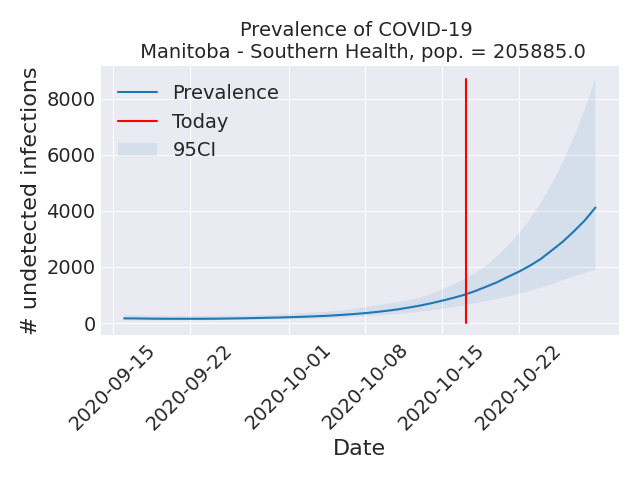 Prevalence of COVID-19
Manitoba - Southern Health, pop. = 205885.0
Prevalence
Today
95CI
# undetected infections
8000
6000
4000
2000
0
2020-09-15
2020-09-22
2020-10-01
2020-10-08
2020-10-15
2020-10-22
Date